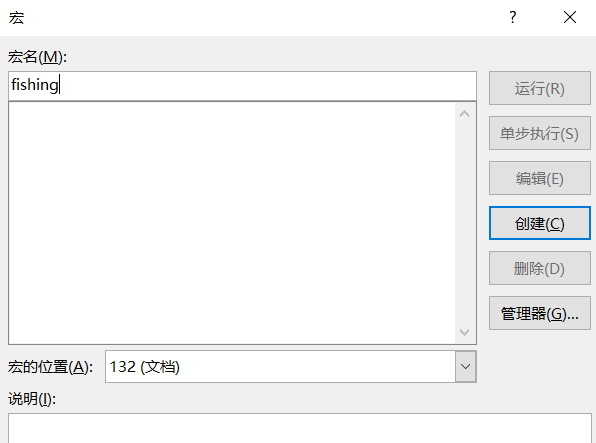 宏
宏名(M):
fishing
运行(R)
单步执行(S)
编辑(E)
创建(C)
删除(D)
管理器(G)...
宏的位置(A):
132 (文档)
说明(I):